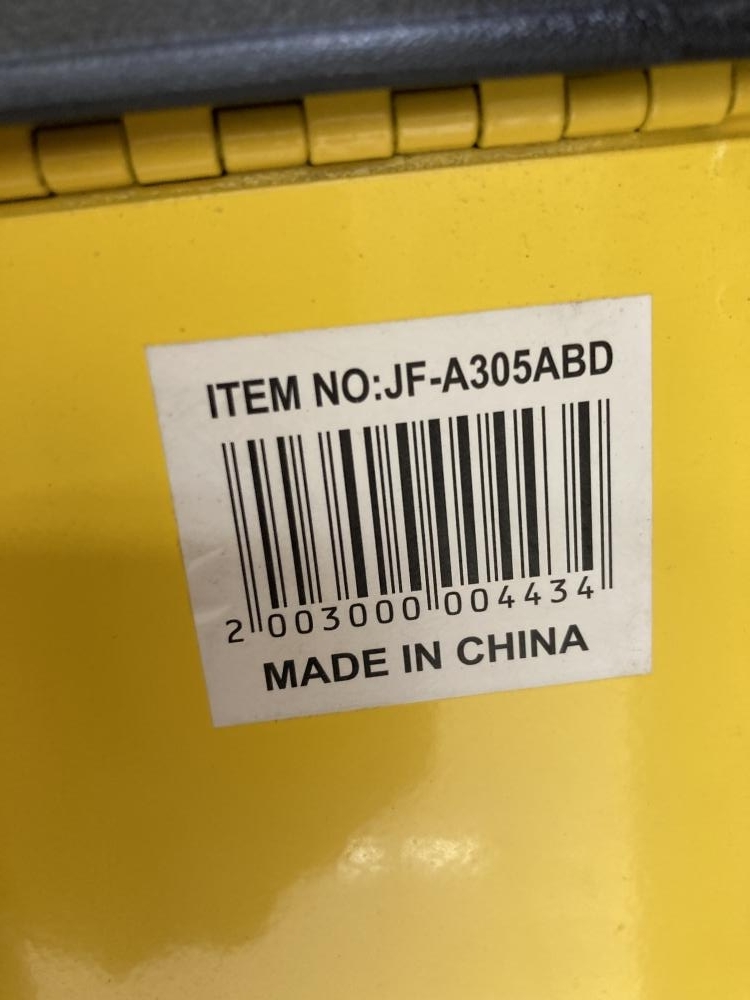 ITEM NO:JF-A305ABD
2 003000 004434
MADE IN CHINA